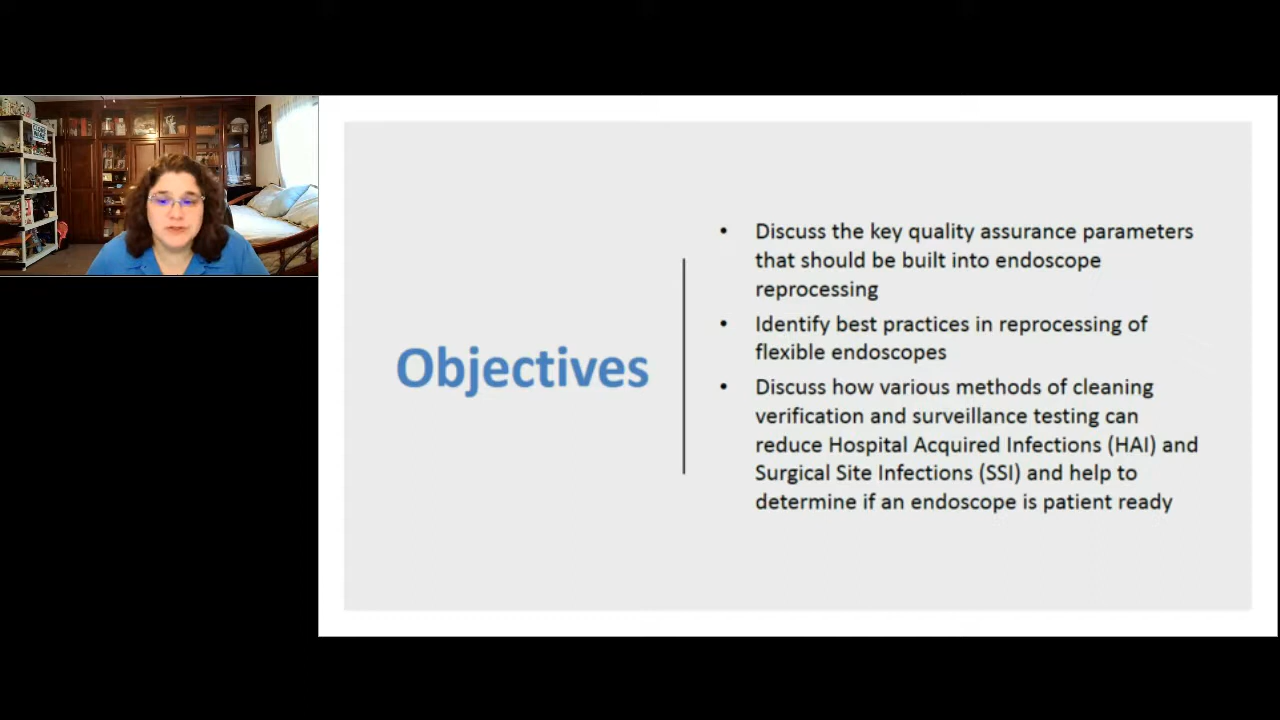 Objectives
• Discuss the key quality assurance parameters
that should be built into endoscope
reprocessing
• Identify best practices in reprocessing of
flexible endoscopes
• Discuss how various methods of cleaning
verification and surveillance testing can
reduce Hospital Acquired Infections (HAI) and
Surgical Site Infections (SSI) and help to
determine if an endoscope is patient ready